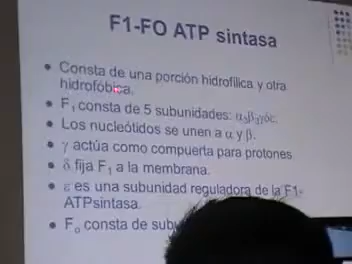 F1-FO ATP sintasa
• Consta de una porción hidrofílica y otra
hidrofóbica.
• F₁ consta de 5 subunidades: α₃β₃γδε.
• Los nucleótidos se unen a α y β.
• γ actúa como compuerta para protones
• δ fija F₁ a la membrana.
• ε es una subunidad reguladora de la F1-
ATPsintasa.
• F₀ consta de